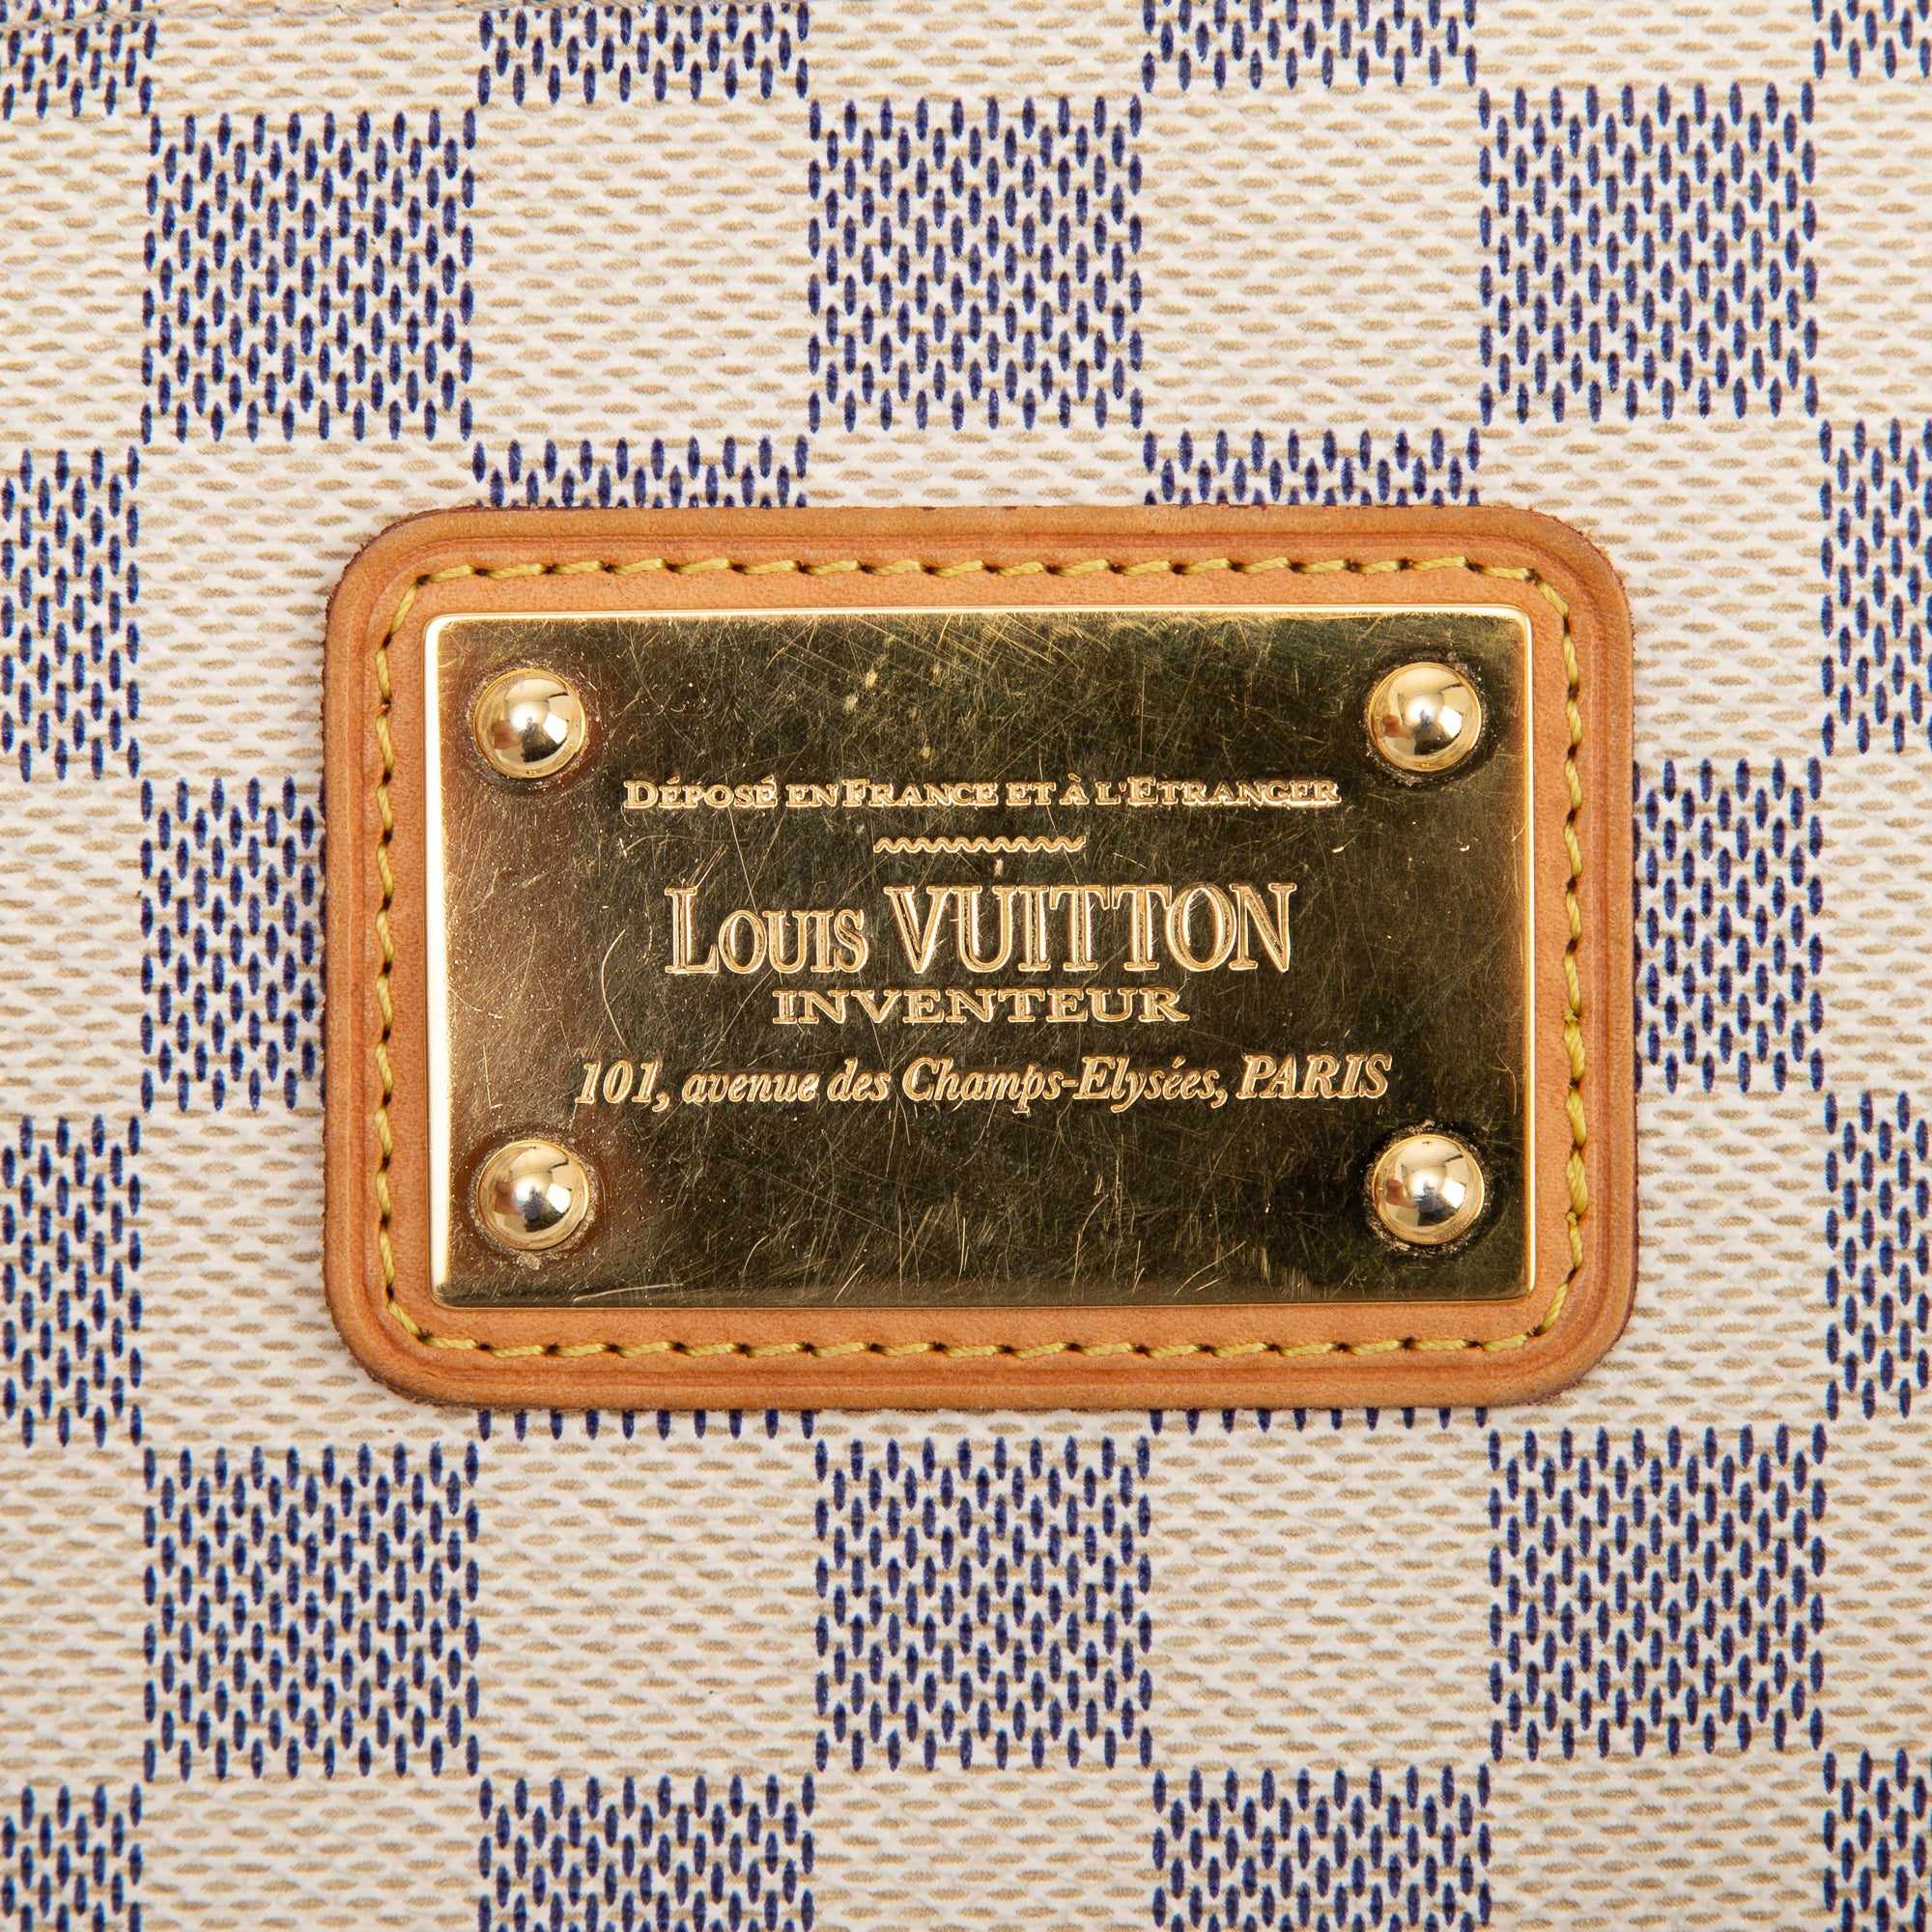 DÉPOSÉ EN FRANCE ET À L'ETRANGER
LOUIS VUITTON
INVENTEUR
101, avenue des Champs-Elysées, PARIS